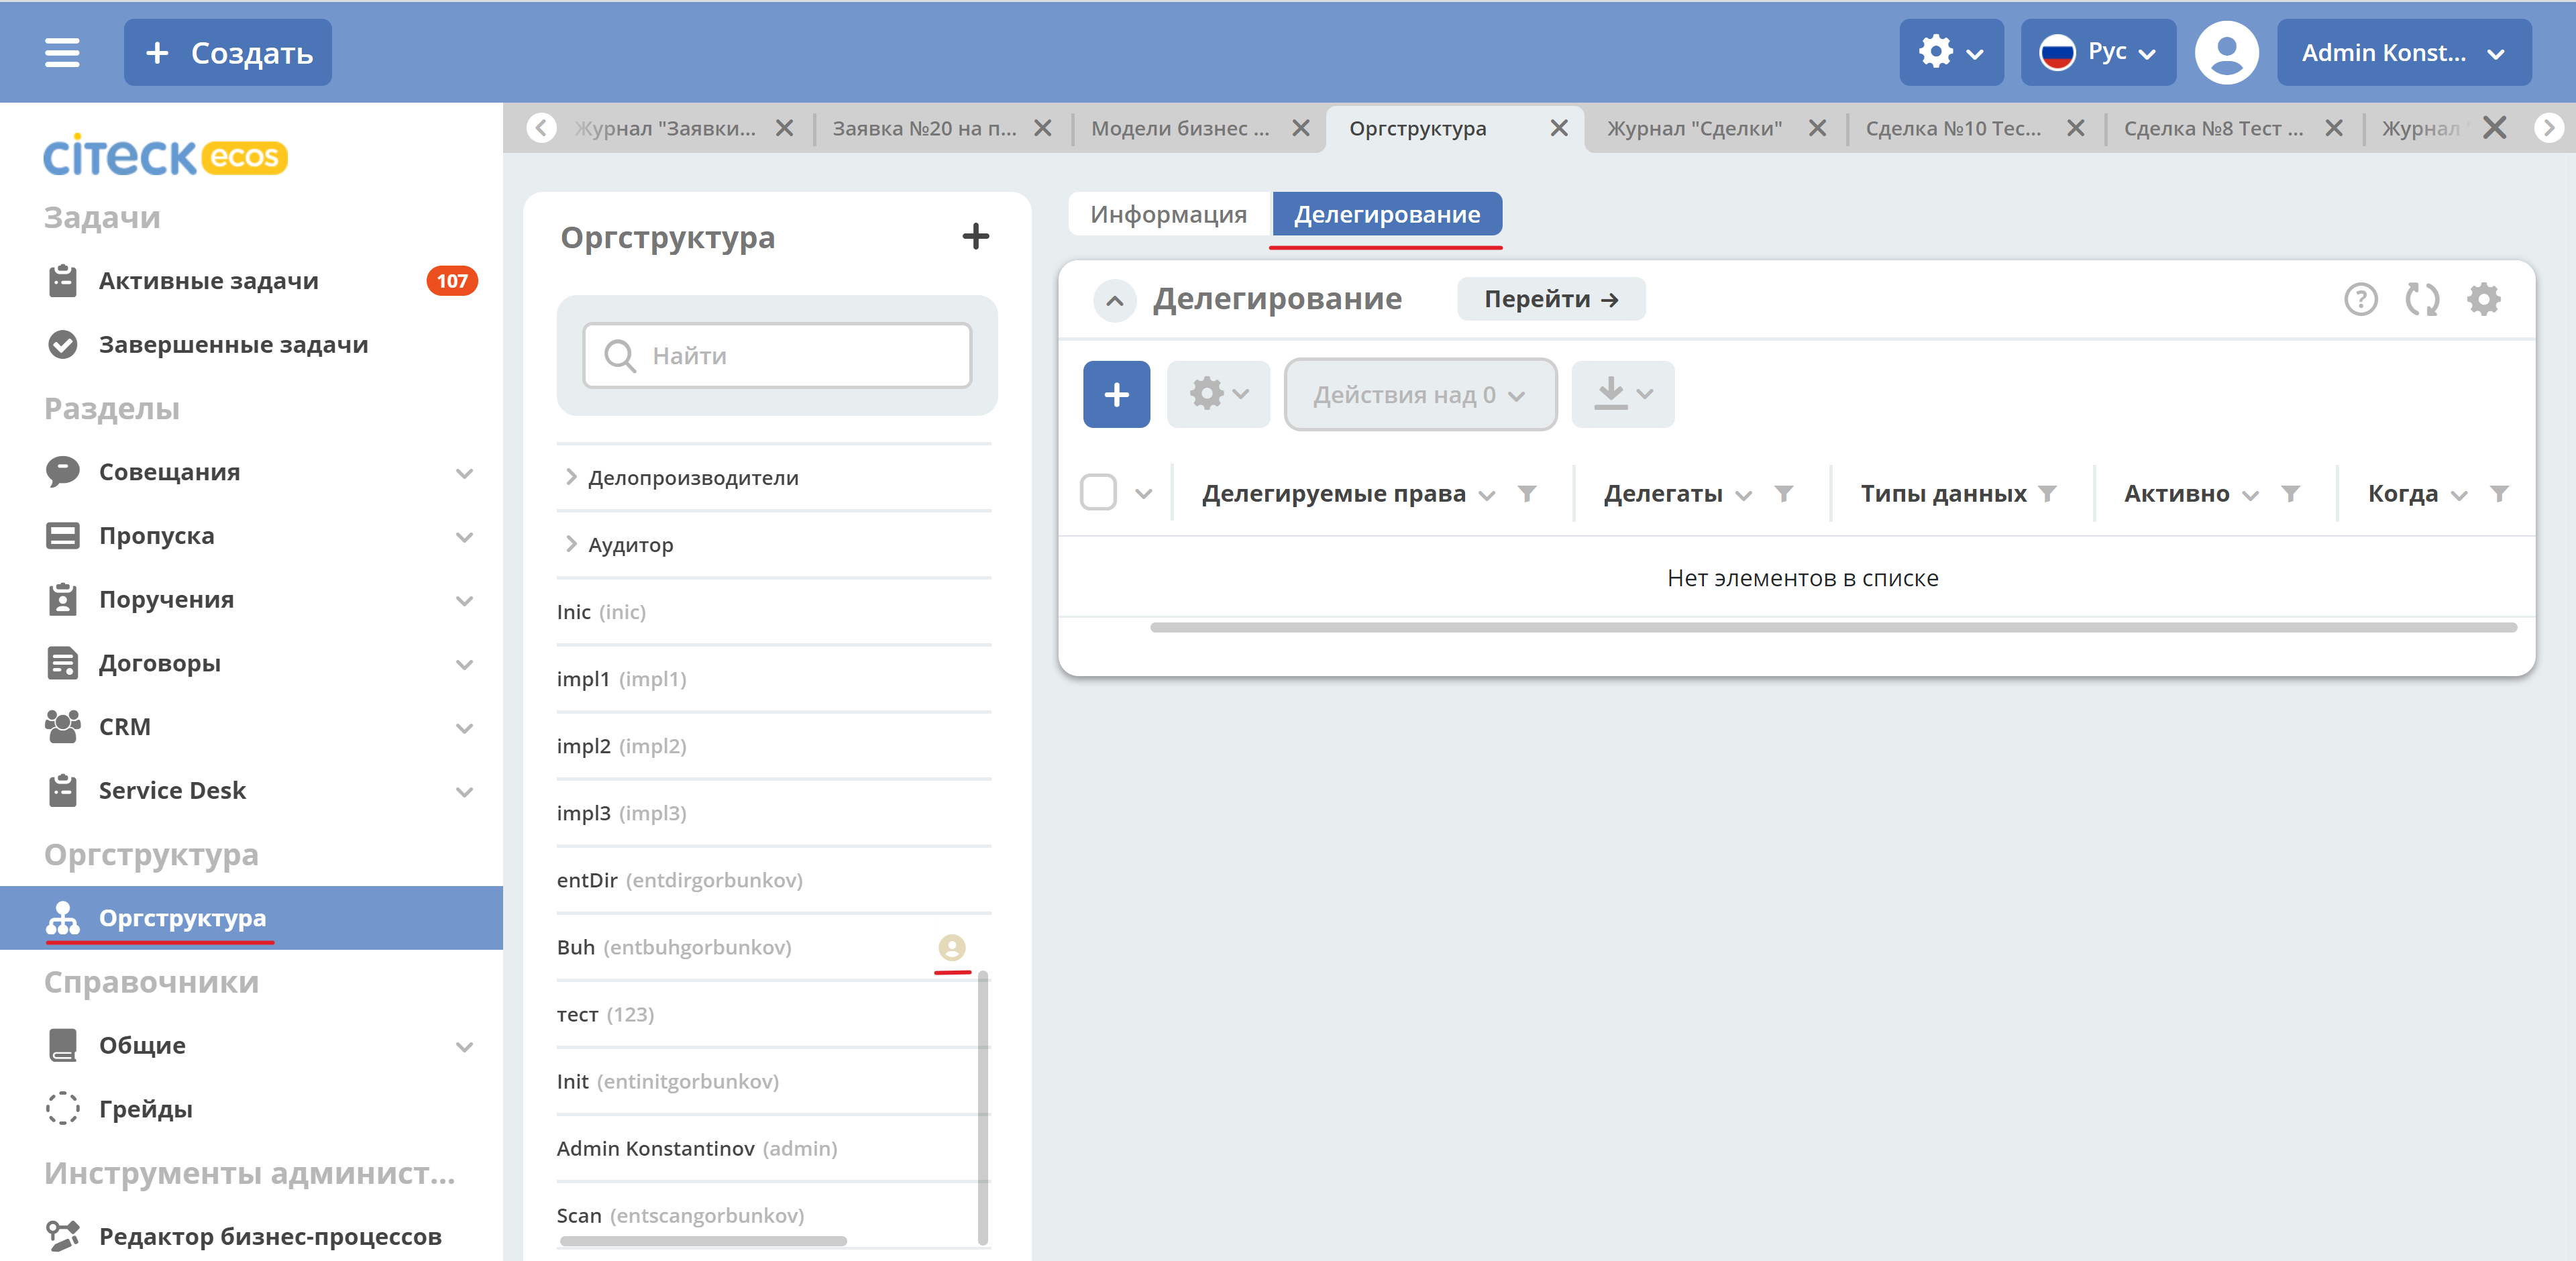 Создать
Рус
Admin Konst...
Журнал "Заявки...
Заявка №20 на п...
Модели бизнес ...
Оргструктура
Журнал "Сделки"
Сделка №10 Тес...
Сделка №8 Тест ...
Журнал "
citeck ecos
Задачи
Активные задачи
107
Завершенные задачи
Разделы
Совещания
Пропуска
Поручения
Договоры
CRM
Service Desk
Оргструктура
Оргструктура
Справочники
Общие
Грейды
Инструменты админист...
Редактор бизнес-процессов
Оргструктура
Найти
Делопроизводители
Аудитор
Inic (inic)
impl1 (impl1)
impl2 (impl2)
impl3 (impl3)
entDir (entdirgorbunkov)
Buh (entbuhgorbunkov)
тест (123)
Init (entinitgorbunkov)
Admin Konstantinov (admin)
Scan (entscangorbunkov)
Информация
Делегирование
Делегирование
Перейти →
Действия над 0
Делегируемые права
Делегаты
Типы данных
Активно
Когда
Нет элементов в списке